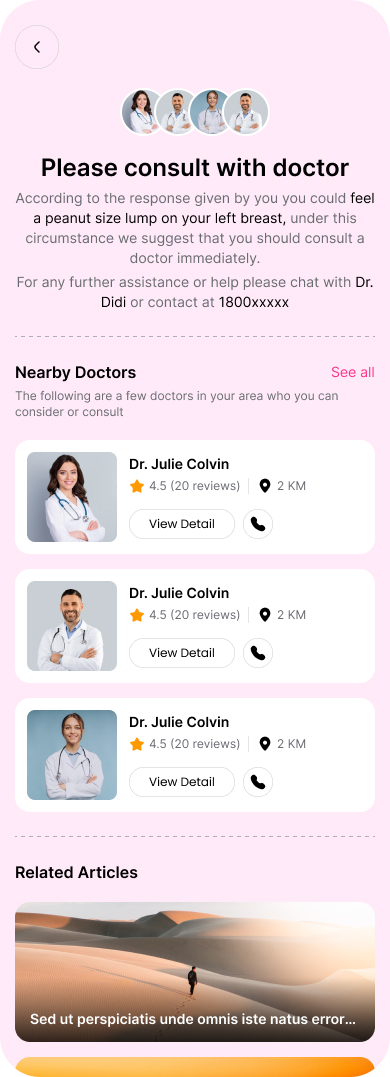 Please consult with doctor
According to the response given by you you could feel
a peanut size lump on your left breast, under this
circumstance we suggest that you should consult a
doctor immediately.
For any further assistance or help please chat with Dr.
Didi or contact at 1800xxxxx
Nearby Doctors
See all
The following are a few doctors in your area who you can
consider or consult
Dr. Julie Colvin
4.5 (20 reviews)
2 KM
View Detail
Dr. Julie Colvin
4.5 (20 reviews)
2 KM
View Detail
Dr. Julie Colvin
4.5 (20 reviews)
2 KM
View Detail
Related Articles
Sed ut perspiciatis unde omnis iste natus error...